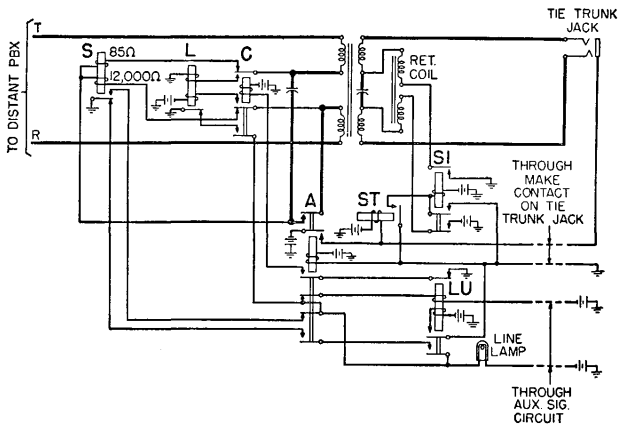 TIE TRUNK
JACK
T
S
85Ω
L
C
12,000Ω
TO DISTANT PBX
RET.
COIL
R
SI
A
ST
THROUGH
MAKE
CONTACT
ON TIE
TRUNK JACK
LU
LINE
LAMP
THROUGH
AUX. SIG.
CIRCUIT